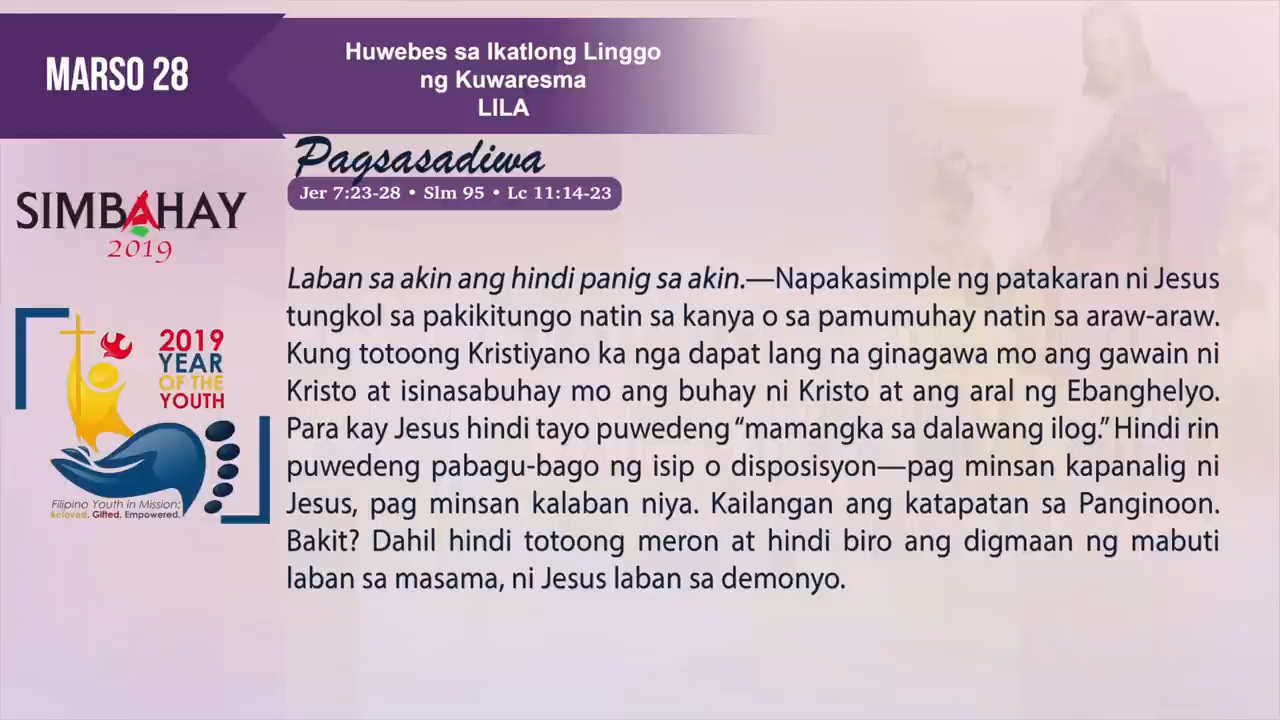 MARSO 28
Huwebes sa Ikatlong Linggo
ng Kuwaresma
LILA
Pagsasadiwa
Jer 7:23-28 • Slm 95 • Lc 11:14-23
SIMBAHAY
2019
2019
YEAR
OF THE
YOUTH
Filipino Youth in Mission:
Beloved. Gifted. Empowered.
Laban sa akin ang hindi panig sa akin.—Napakasimple ng patakaran ni Jesus
tungkol sa pakikitungo natin sa kanya o sa pamumuhay natin sa araw-araw.
Kung totoong Kristiyano ka nga dapat lang na ginagawa mo ang gawain ni
Kristo at isinasabuhay mo ang buhay ni Kristo at ang aral ng Ebanghelyo.
Para kay Jesus hindi tayo puwedeng “mamangka sa dalawang ilog.” Hindi rin
puwedeng pabagu-bago ng isip o disposisyon—pag minsan kapanalig ni
Jesus, pag minsan kalaban niya. Kailangan ang katapatan sa Panginoon.
Bakit? Dahil hindi totoong meron at hindi biro ang digmaan ng mabuti
laban sa masama, ni Jesus laban sa demonyo.